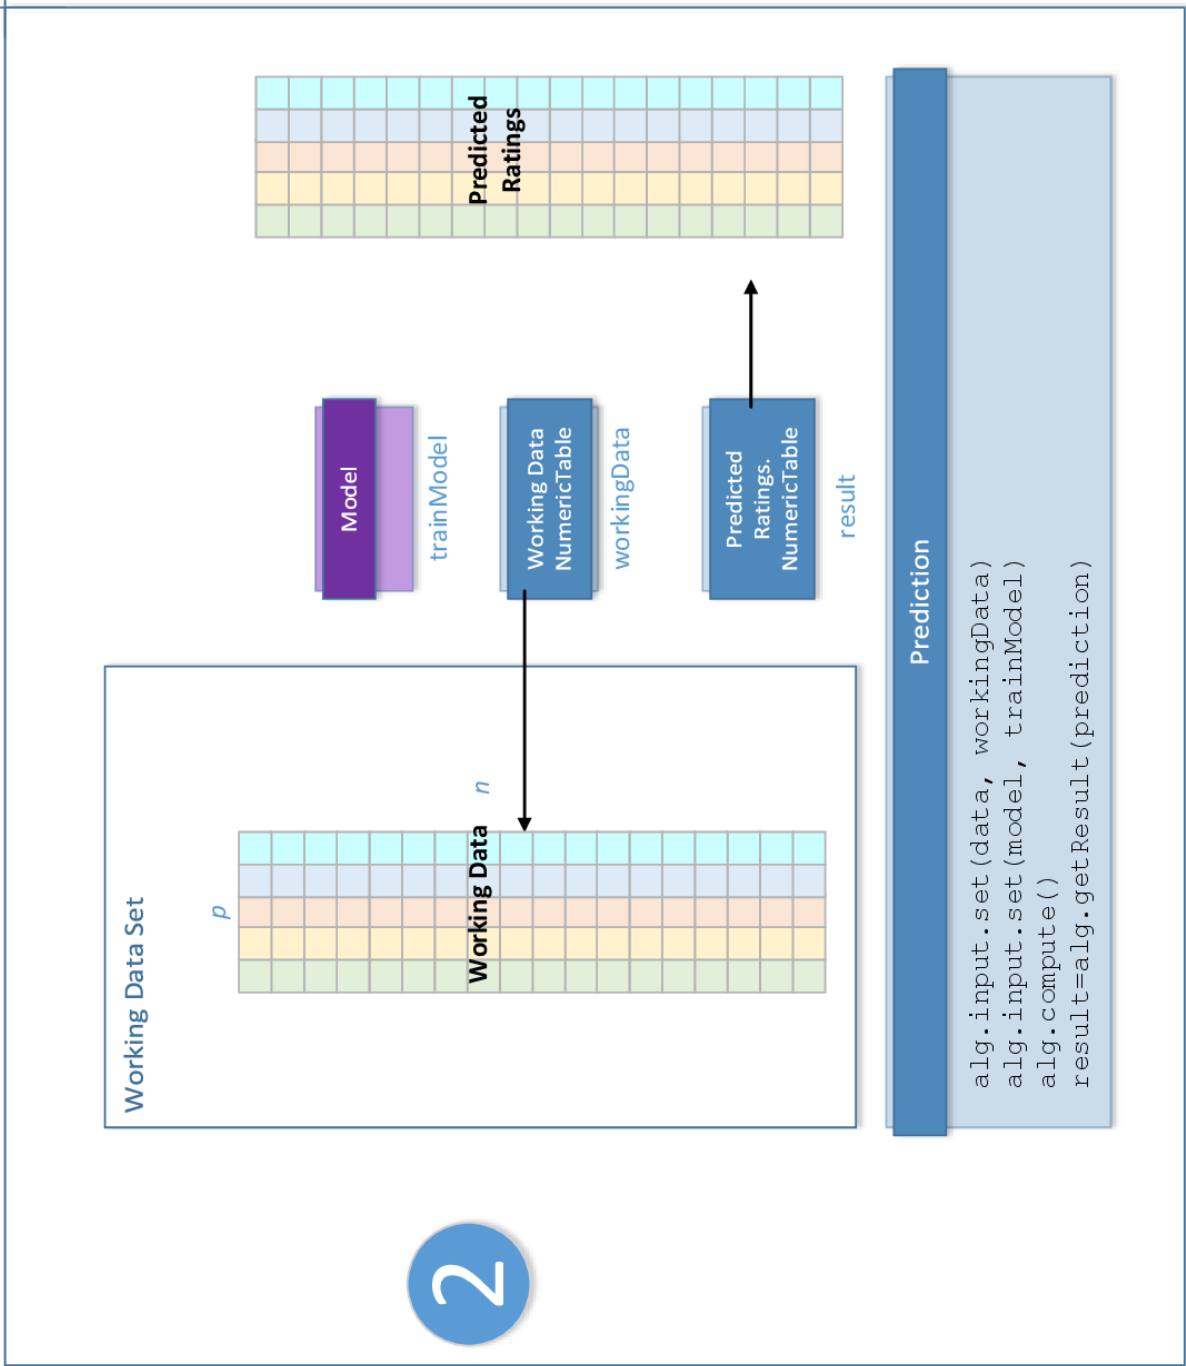 2
Working Data Set
p
Working Data
n
Model
trainModel
Working Data
NumericTable
workingData
Predicted
Ratings.
NumericTable
result
Predicted
Ratings
Prediction
alg.input.set(data, workingData)
alg.input.set(model, trainModel)
alg.compute()
result=alg.getResult(prediction)